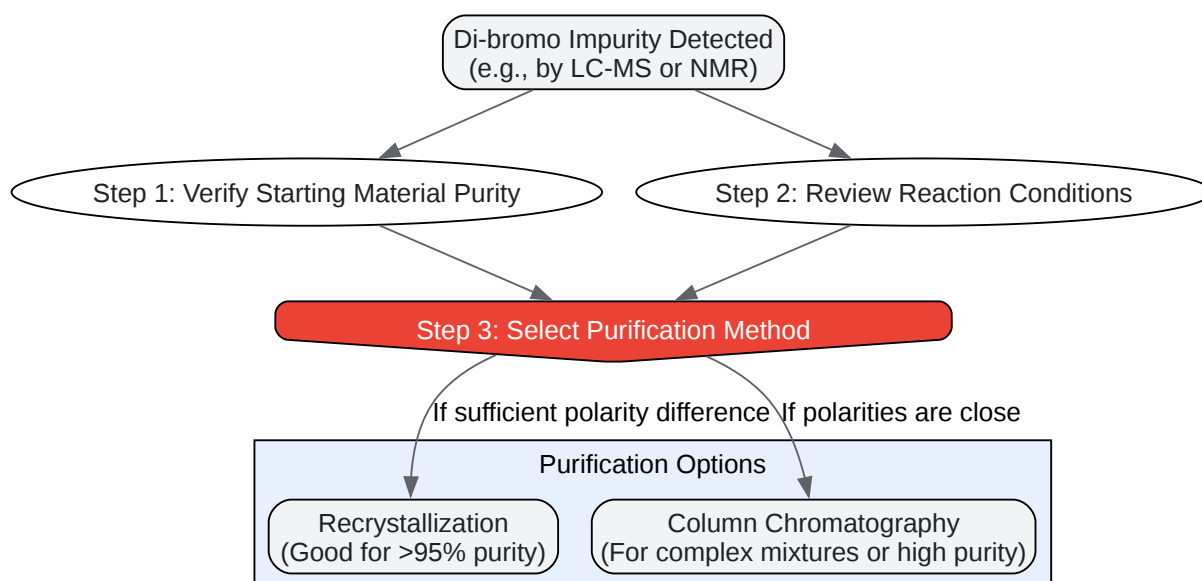 Di-bromo Impurity Detected
(e.g., by LC-MS or NMR)
Step 1: Verify Starting Material Purity
Step 2: Review Reaction Conditions
Step 3: Select Purification Method
If sufficient polarity difference
If polarities are close
Purification Options
Recrystallization
(Good for >95% purity)
Column Chromatography
(For complex mixtures or high purity)